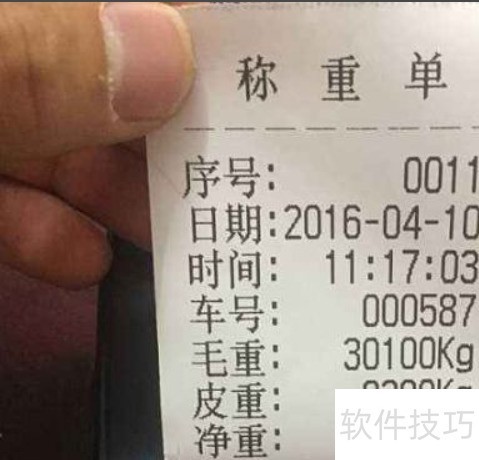 称重单
序号: 0011
日期:2016-04-10
时间: 11:17:03
车号: 000587
毛重: 30100Kg
皮重:
净重:
软件技巧